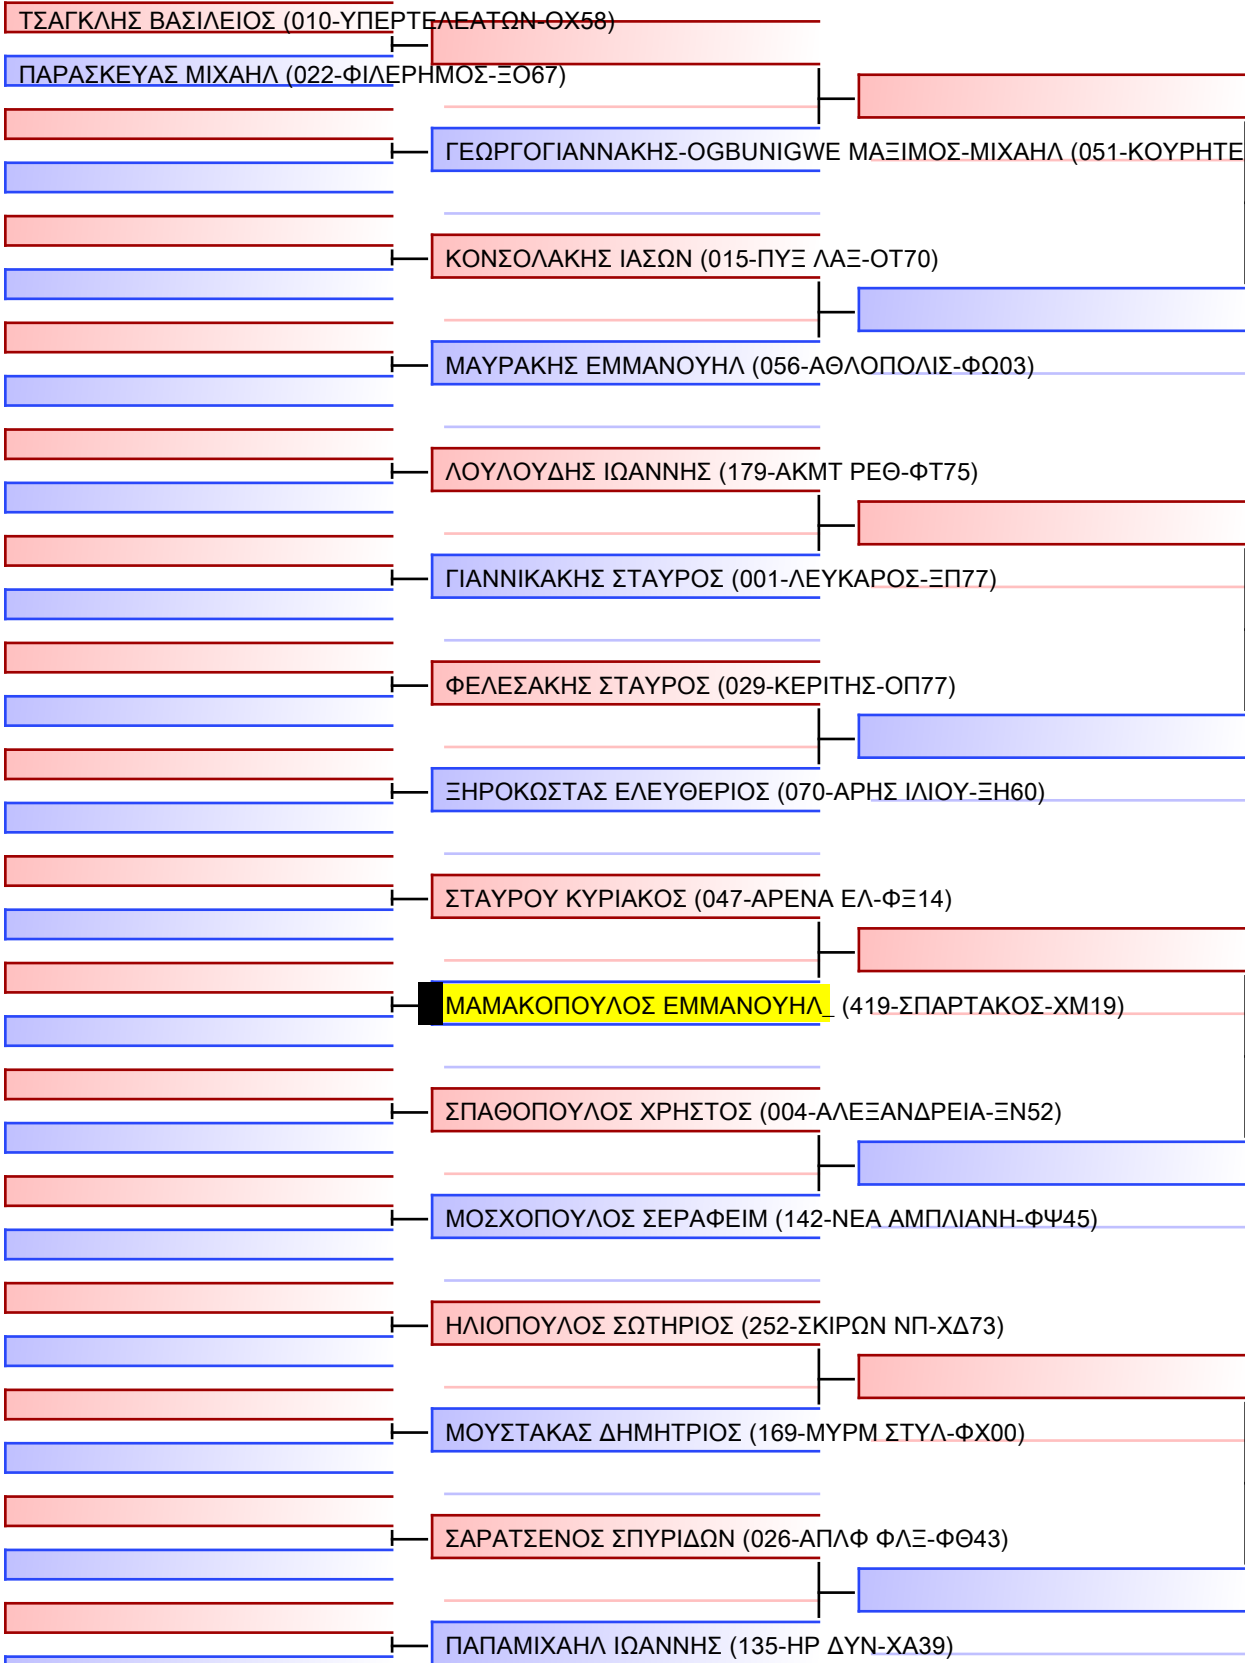 ΤΣΑΓΚΛΗΣ ΒΑΣΙΛΕΙΟΣ (010-ΥΠΕΡΤΕΛΕΑΤΩΝ-ΟΧ58)
ΠΑΡΑΣΚΕΥΑΣ ΜΙΧΑΗΛ (022-ΦΙΛΕΡΗΜΟΣ-ΞΟ67)
ΓΕΩΡΓΟΓΙΑΝΝΑΚΗΣ-OGBUNIGWE ΜΑΞΙΜΟΣ-ΜΙΧΑΗΛ (051-ΚΟΥΡΗΤΕ
ΚΟΝΣΟΛΑΚΗΣ ΙΑΣΩΝ (015-ΠΥΞ ΛΑΞ-ΟΤ70)
ΜΑΥΡΑΚΗΣ ΕΜΜΑΝΟΥΗΛ (056-ΑΘΛΟΠΟΛΙΣ-ΦΩ03)
ΛΟΥΛΟΥΔΗΣ ΙΩΑΝΝΗΣ (179-ΑΚΜΤ ΡΕΘ-ΦΤ75)
ΓΙΑΝΝΙΚΑΚΗΣ ΣΤΑΥΡΟΣ (001-ΛΕΥΚΑΡΟΣ-ΞΠ77)
ΦΕΛΕΣΑΚΗΣ ΣΤΑΥΡΟΣ (029-ΚΕΡΙΤΗΣ-ΟΠ77)
ΞΗΡΟΚΩΣΤΑΣ ΕΛΕΥΘΕΡΙΟΣ (070-ΑΡΗΣ ΙΛΙΟΥ-ΞΗ60)
ΣΤΑΥΡΟΥ ΚΥΡΙΑΚΟΣ (047-ΑΡΕΝΑ ΕΛ-ΦΞ14)
ΜΑΜΑΚΟΠΟΥΛΟΣ ΕΜΜΑΝΟΥΗΛ_ (419-ΣΠΑΡΤΑΚΟΣ-ΧΜ19)
ΣΠΑΘΟΠΟΥΛΟΣ ΧΡΗΣΤΟΣ (004-ΑΛΕΞΑΝΔΡΕΙΑ-ΞΝ52)
ΜΟΣΧΟΠΟΥΛΟΣ ΣΕΡΑΦΕΙΜ (142-ΝΕΑ ΑΜΠΛΙΑΝΗ-ΦΨ45)
ΗΛΙΟΠΟΥΛΟΣ ΣΩΤΗΡΙΟΣ (252-ΣΚΙΡΩΝ ΝΠ-ΧΔ73)
ΜΟΥΣΤΑΚΑΣ ΔΗΜΗΤΡΙΟΣ (169-ΜΥΡΜ ΣΤΥΛ-ΦΧ00)
ΣΑΡΑΤΣΕΝΟΣ ΣΠΥΡΙΔΩΝ (026-ΑΠΛΦ ΦΛΞ-ΦΘ43)
ΠΑΠΑΜΙΧΑΗΛ ΙΩΑΝΝΗΣ (135-ΗΡ ΔΥΝ-ΧΑ39)